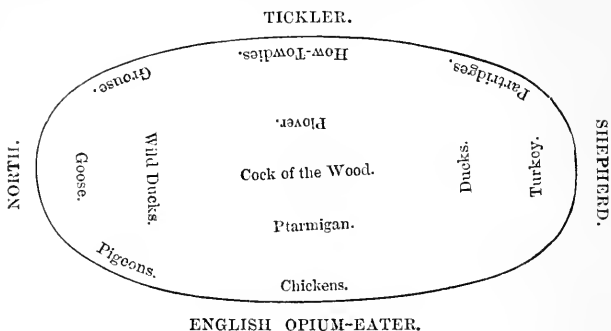 TICKLER.
How-Towdies.
Grouse.
Partridges.
Plover.
NORTH.
Goose.
Wild Ducks.
Cock of the Wood.
Ducks.
Turkey.
SHEPHERD.
Ptarmigan.
Pigeons.
Chickens.
ENGLISH OPIUM-EATER.